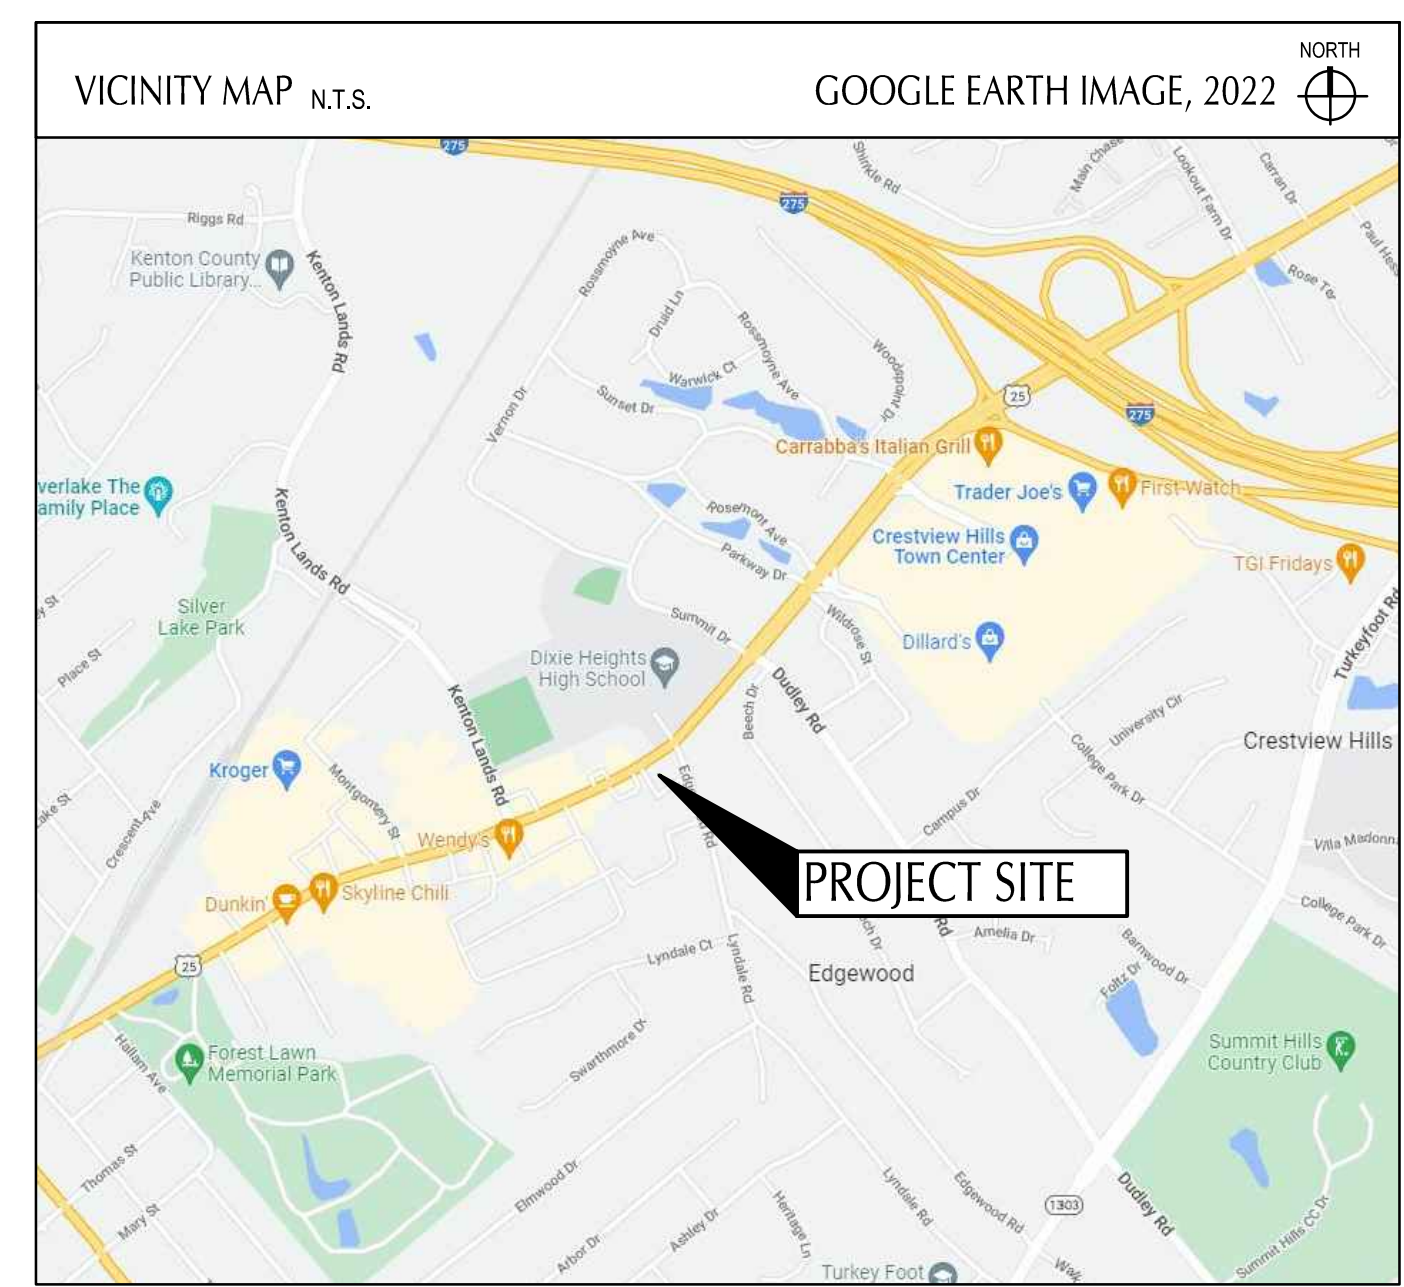 NORTH
VICINITY MAP N.T.S.
GOOGLE EARTH IMAGE, 2022
275
275
275
25
25
1303
Shinkle Rd
Main Chase
Lookout Farm Dr
Carran Dr
Rose Ter
Riggs Rd
Kenton County
Public Library...
Kenton Lands Rd
Rossmoyne Ave
Druid Ln
Rossmoyne Ave
Woodspoint Dr
Warwick Ct
Sunset Dr
Vernon Dr
Carrabba's Italian Grill
Trader Joe's
First Watch
Crestview Hills
Town Center
TGI Fridays
Turkeyfoot Rd
verlake The
amily Place
Kenton Lands Rd
Rosemont Ave
Parkway Dr
Silver
Lake Park
Place St
Summit Dr
Wildrose St
Dillard's
Dixie Heights
High School
Dudley Rd
Beech Dr
Kenton Lands Rd
University Cir
College Park Dr
Crestview Hills
Kroger
Montgomery St
Crescent Ave
Wendy's
Campus Dr
Villa Madonn
PROJECT SITE
Dunkin'
Skyline Chili
Rd
Amelia Dr
College Park Dr
Barnwood Dr
Foltz Dr
Lyndale Ct
Lyndale Rd
Edgewood
Hallam Ave
Forest Lawn
Memorial Park
Swarthmore Dr
Summit Hills
Country Club
Thomas St
Mary St
Elmwood Dr
Arbor Dr
Ashley Dr
Heritage Ln
Lyndale Rd
Edgewood Rd
Dudley Rd
Summit Hills CC Dr
Turkey Foot